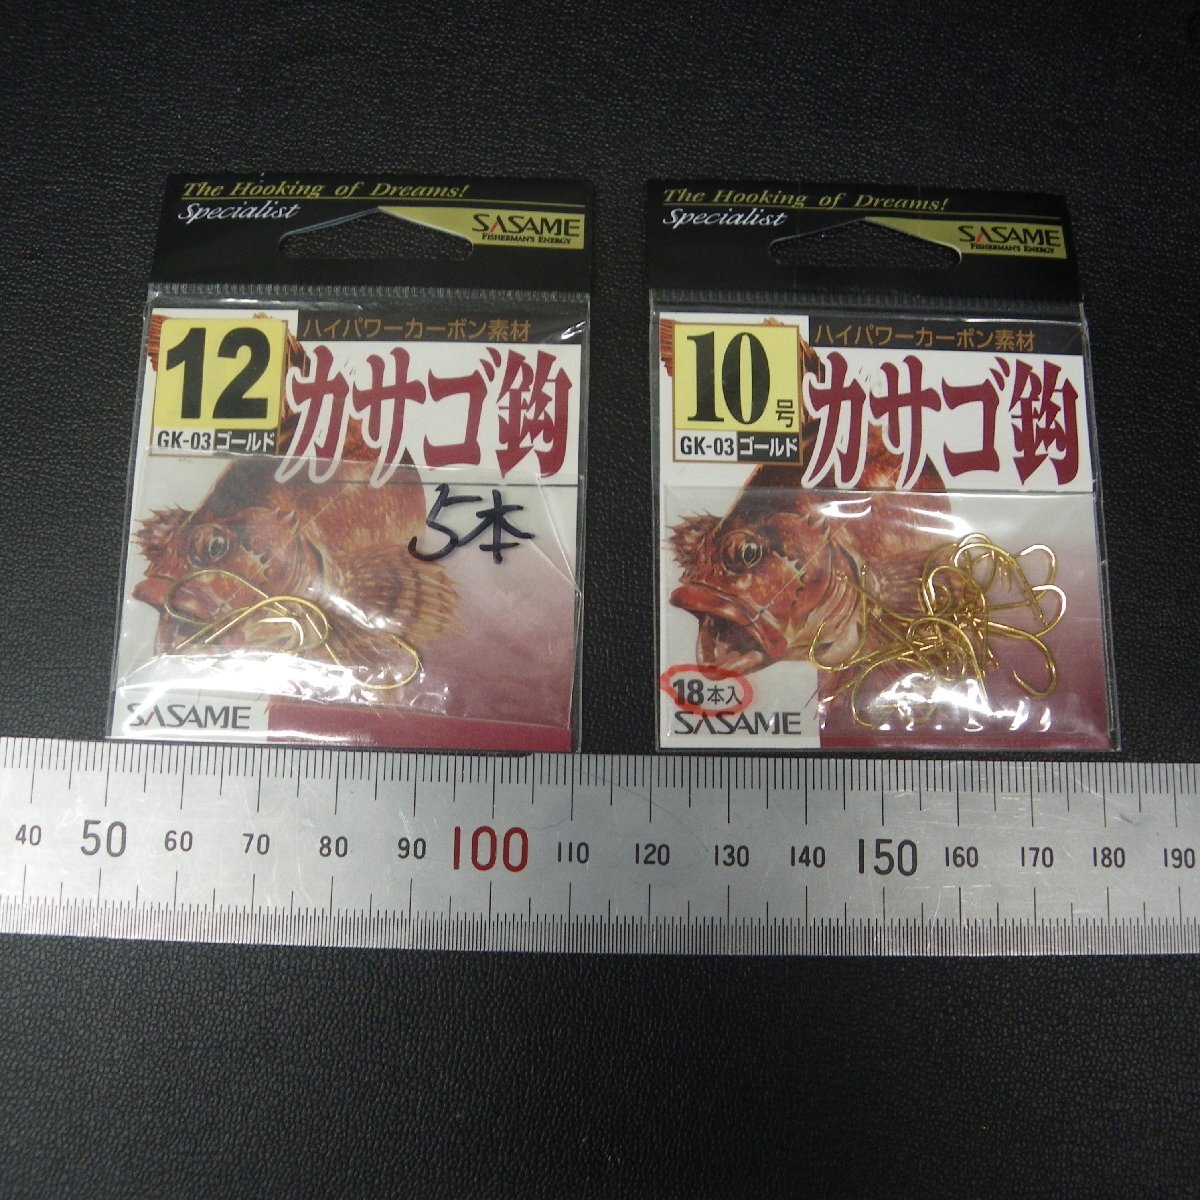 The Hooking of Dreams!
Specialist
SASAME
FISHERMAN'S ENERGY
12
ハイパワーカーボン素材
カサゴ鈎
GK-03 ゴールド
5本
SASAME
The Hooking of Dreams!
Specialist
SASAME
FISHERMAN'S ENERGY
10号
ハイパワーカーボン素材
カサゴ鈎
GK-03 ゴールド
18本入
SASAME
40 50 60 70 80 90 100 110 120 130 140 150 160 170 180 190